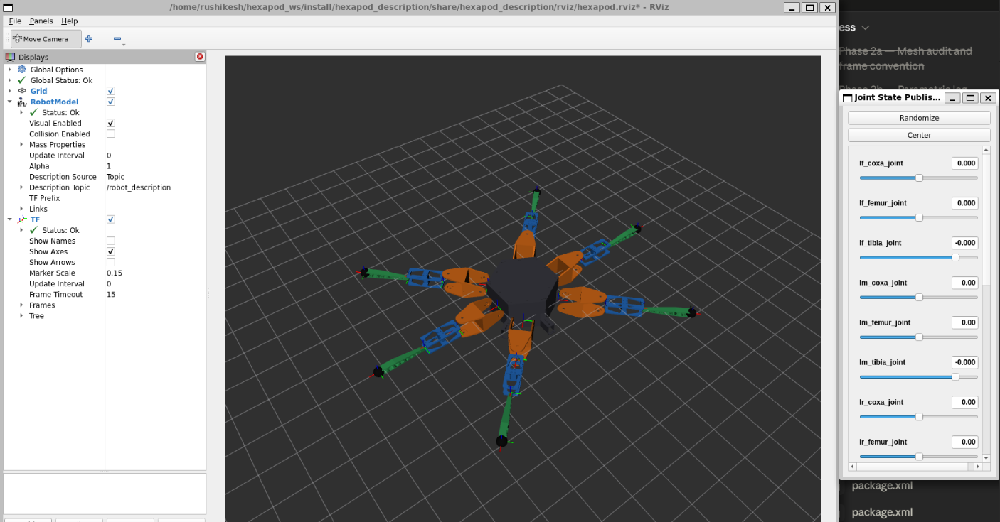 /home/rushikesh/hexapod_ws/install/hexapod_description/share/hexapod_description/rviz/hexapod.rviz* - RViz
File Panels Help
Move Camera
Displays
Global Options
Global Status: Ok
Grid
RobotModel
Status: Ok
Visual Enabled
Collision Enabled
Mass Properties
Update Interval 0
Alpha 1
Description Source Topic
Description Topic /robot_description
TF Prefix
Links
TF
Status: Ok
Show Names
Show Axes
Show Arrows
Marker Scale 0.15
Update Interval 0
Frame Timeout 15
Frames
Tree
ess
Phase 2a — Mesh audit and
frame convention
Joint State Publis...
Randomize
Center
lf_coxa_joint 0.000
lf_femur_joint 0.000
lf_tibia_joint -0.000
lm_coxa_joint 0.00
lm_femur_joint 0.00
lm_tibia_joint -0.000
lr_coxa_joint 0.00
lr_femur_joint 0.00
package.xml
package.xml